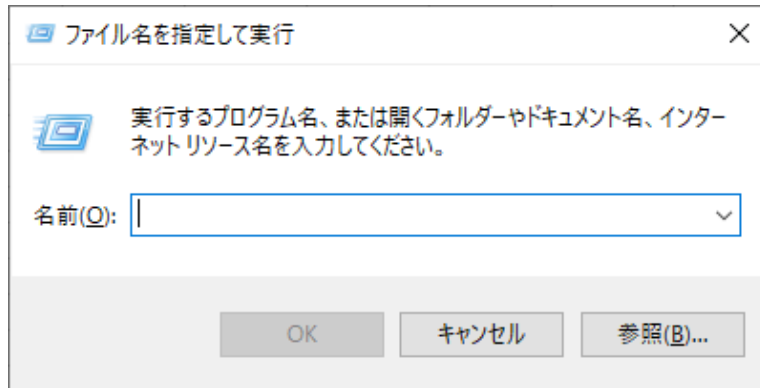 ファイル名を指定して実行
実行するプログラム名、または開くフォルダーやドキュメント名、インター
ネット リソース名を入力してください。
名前(O):
OK キャンセル 参照(B)...